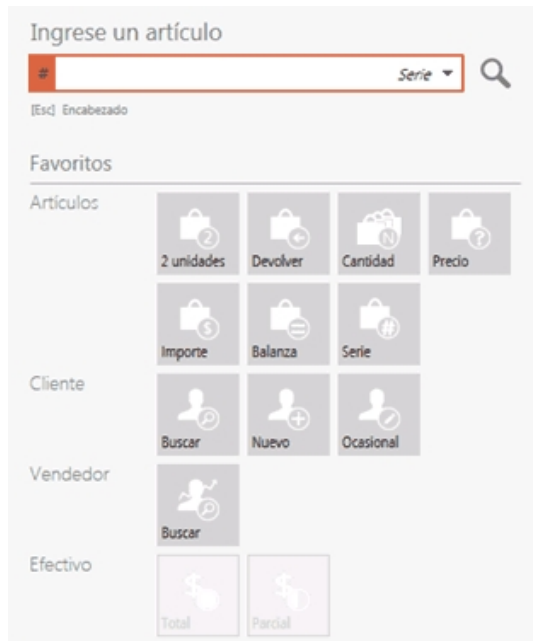 Ingrese un artículo
# Serie
[Esc] Encabezado
Favoritos
Artículos
2 unidades Devolver Cantidad Precio
Importe Balanza Serie
Cliente
Buscar Nuevo Ocasional
Vendedor
Buscar
Efectivo
Total Parcial